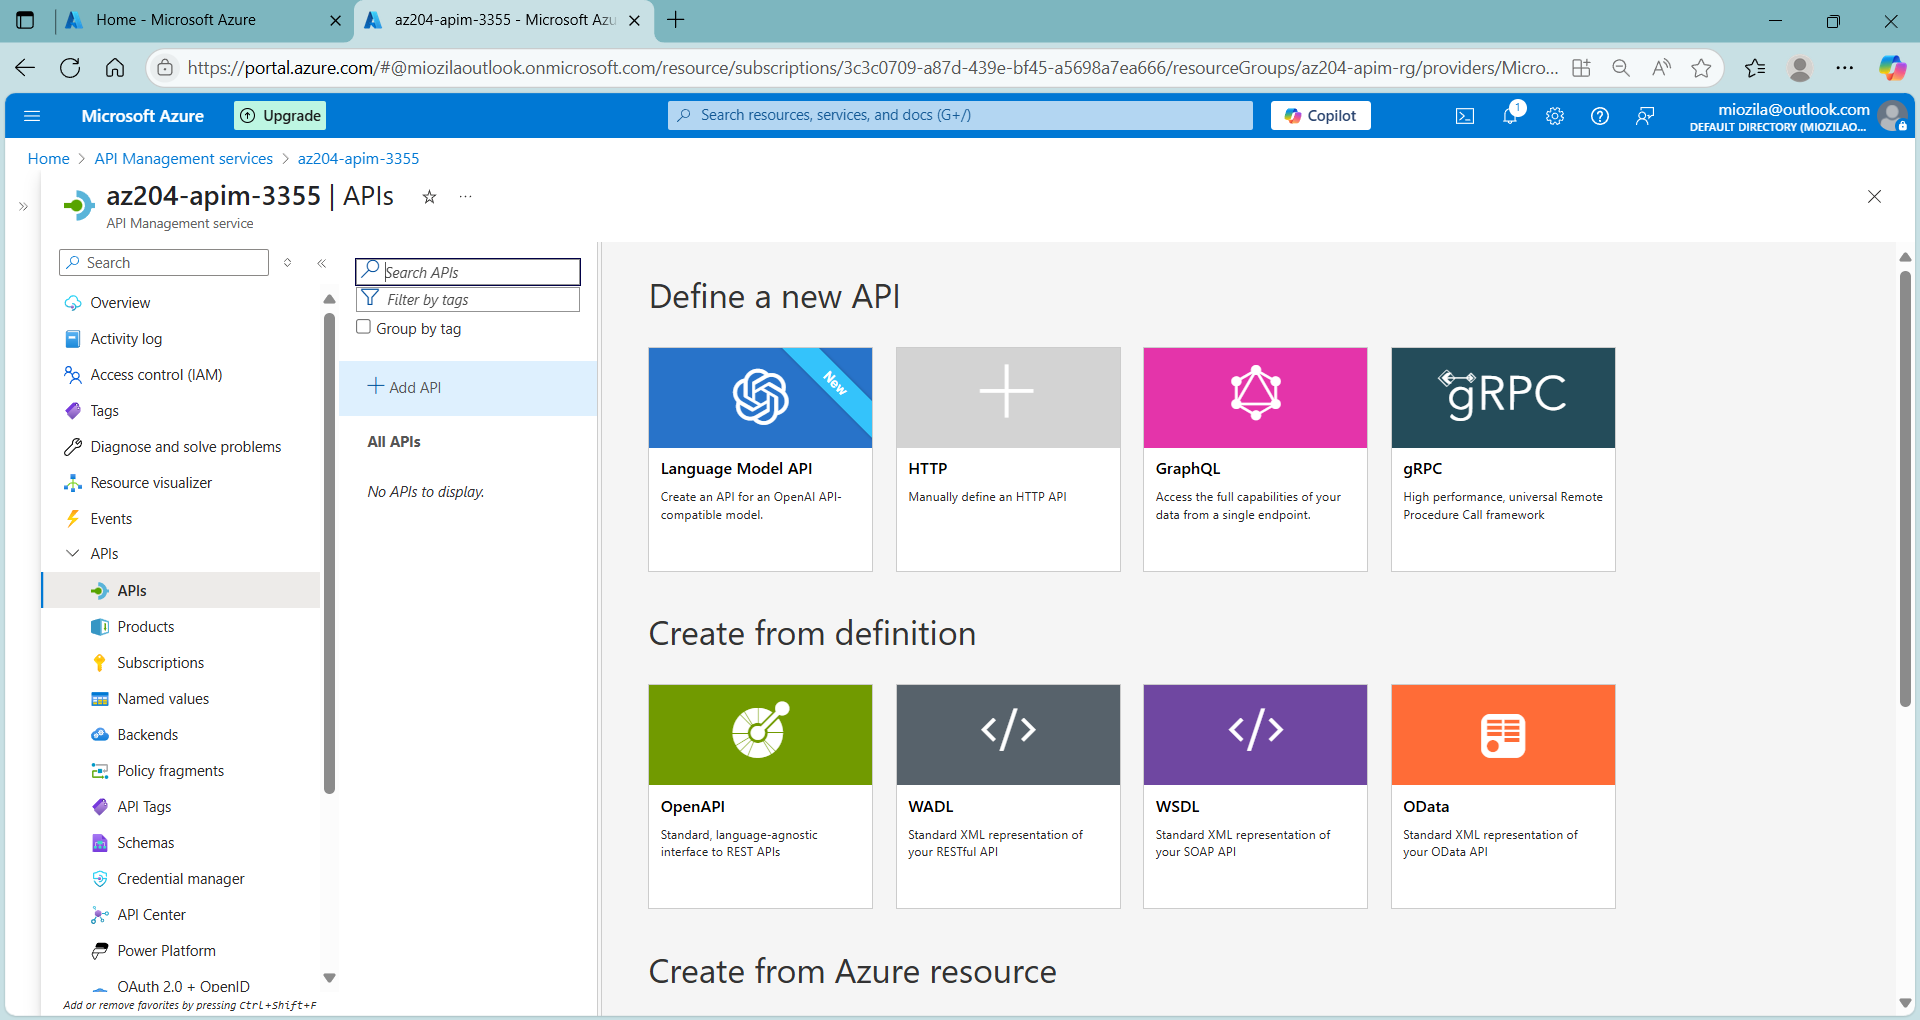 Home - Microsoft Azure
az204-apim-3355 - Microsoft Azu
https://portal.azure.com/#@miozilaoutlook.onmicrosoft.com/resource/subscriptions/3c3c0709-a87d-439e-bf45-a5698a7ea666/resourceGroups/az204-apim-rg/providers/Micro...
Microsoft Azure
Upgrade
Search resources, services, and docs (G+/)
Copilot
1
miozila@outlook.com
DEFAULT DIRECTORY (MIOZILAO...
Home > API Management services > az204-apim-3355
az204-apim-3355 | APIs
API Management service
Search
Overview
Activity log
Access control (IAM)
Tags
Diagnose and solve problems
Resource visualizer
Events
APIs
APIs
Products
Subscriptions
Named values
Backends
Policy fragments
API Tags
Schemas
Credential manager
API Center
Power Platform
OAuth 2.0 + OpenID
Add or remove favorites by pressing Ctrl+Shift+F
Search APIs
Filter by tags
Group by tag
+ Add API
All APIs
No APIs to display.
Define a new API
New
Language Model API
Create an API for an OpenAI API-
compatible model.
HTTP
Manually define an HTTP API
GraphQL
Access the full capabilities of your
data from a single endpoint.
gRPC
gRPC
High performance, universal Remote
Procedure Call framework
Create from definition
OpenAPI
Standard, language-agnostic
interface to REST APIs
</>
WADL
Standard XML representation of
your RESTful API
</>
WSDL
Standard XML representation of
your SOAP API
OData
Standard XML representation of
your OData API
Create from Azure resource